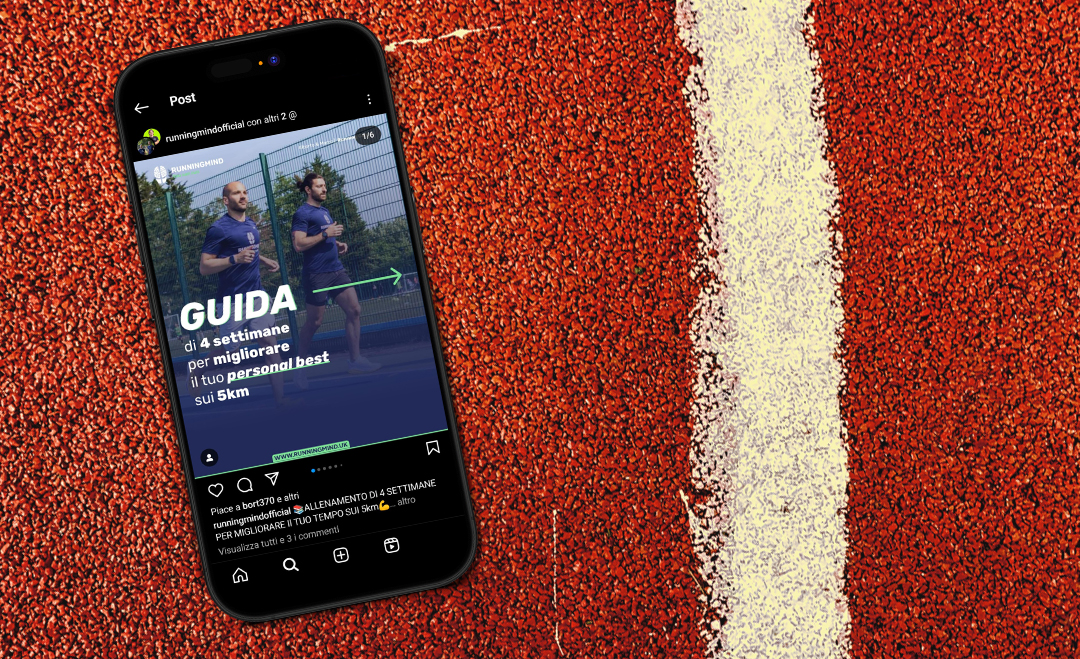 Post
runningmindofficial con altri 2 @
1/6
RUNNINGMIND
GUIDA
di 4 settimane
per migliorare
il tuo personal best
sui 5km
WWW.RUNNINGMIND.UK
Piace a bort370 e altri
runningmindofficial 📚ALLENAMENTO DI 4 SETTIMANE
PER MIGLIORARE Il TUO TEMPO SUI 5km💪... altro
Visualizza tutti e 3 i commenti